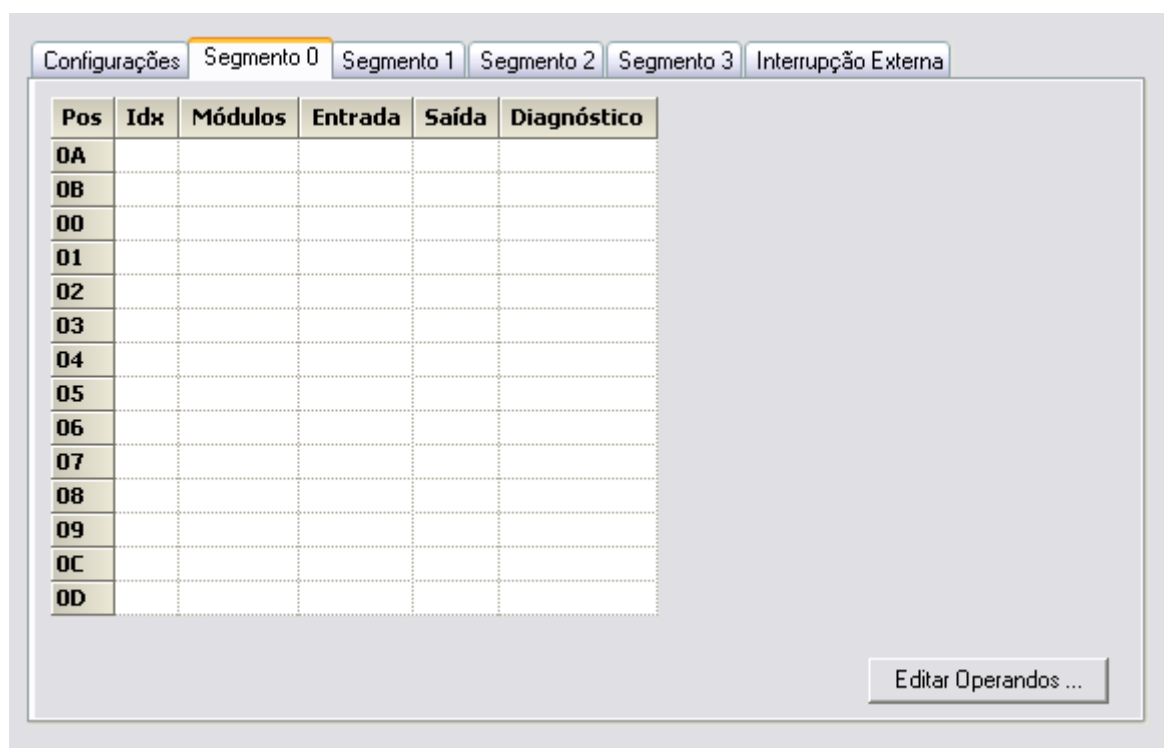 Configurações Segmento 0 Segmento 1 Segmento 2 Segmento 3 Interrupção Externa
Pos Idx Módulos Entrada Saída Diagnóstico
0A
0B
00
01
02
03
04
05
06
07
08
09
0C
0D
Editar Operandos ...